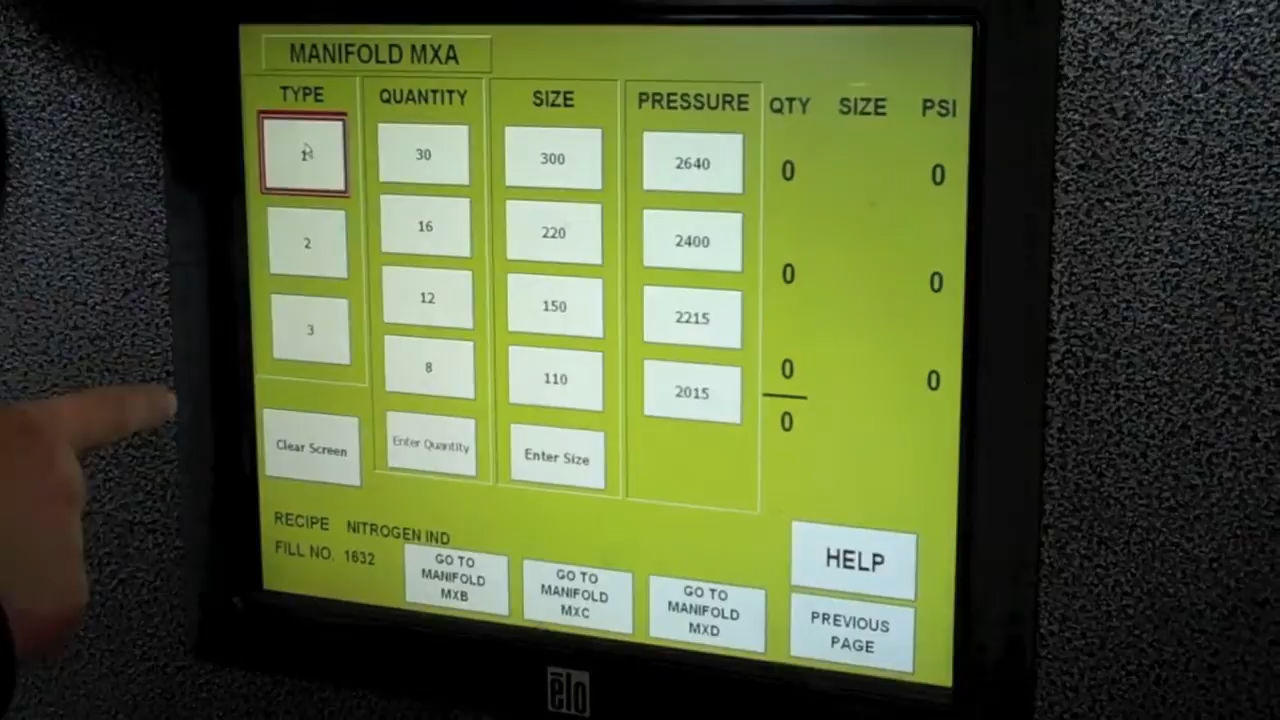 MANIFOLD MXA
TYPE QUANTITY SIZE PRESSURE QTY SIZE PSI
1 30 300 2640 0 0
2 16 220 2400 0 0
3 12 150 2215 0 0
8 110 2015 0
Clear Screen Enter Quantity Enter Size
RECIPE NITROGEN IND
FILL NO. 1632
GO TO
MANIFOLD
MXB
GO TO
MANIFOLD
MXC
GO TO
MANIFOLD
MXD
HELP
PREVIOUS
PAGE
elo